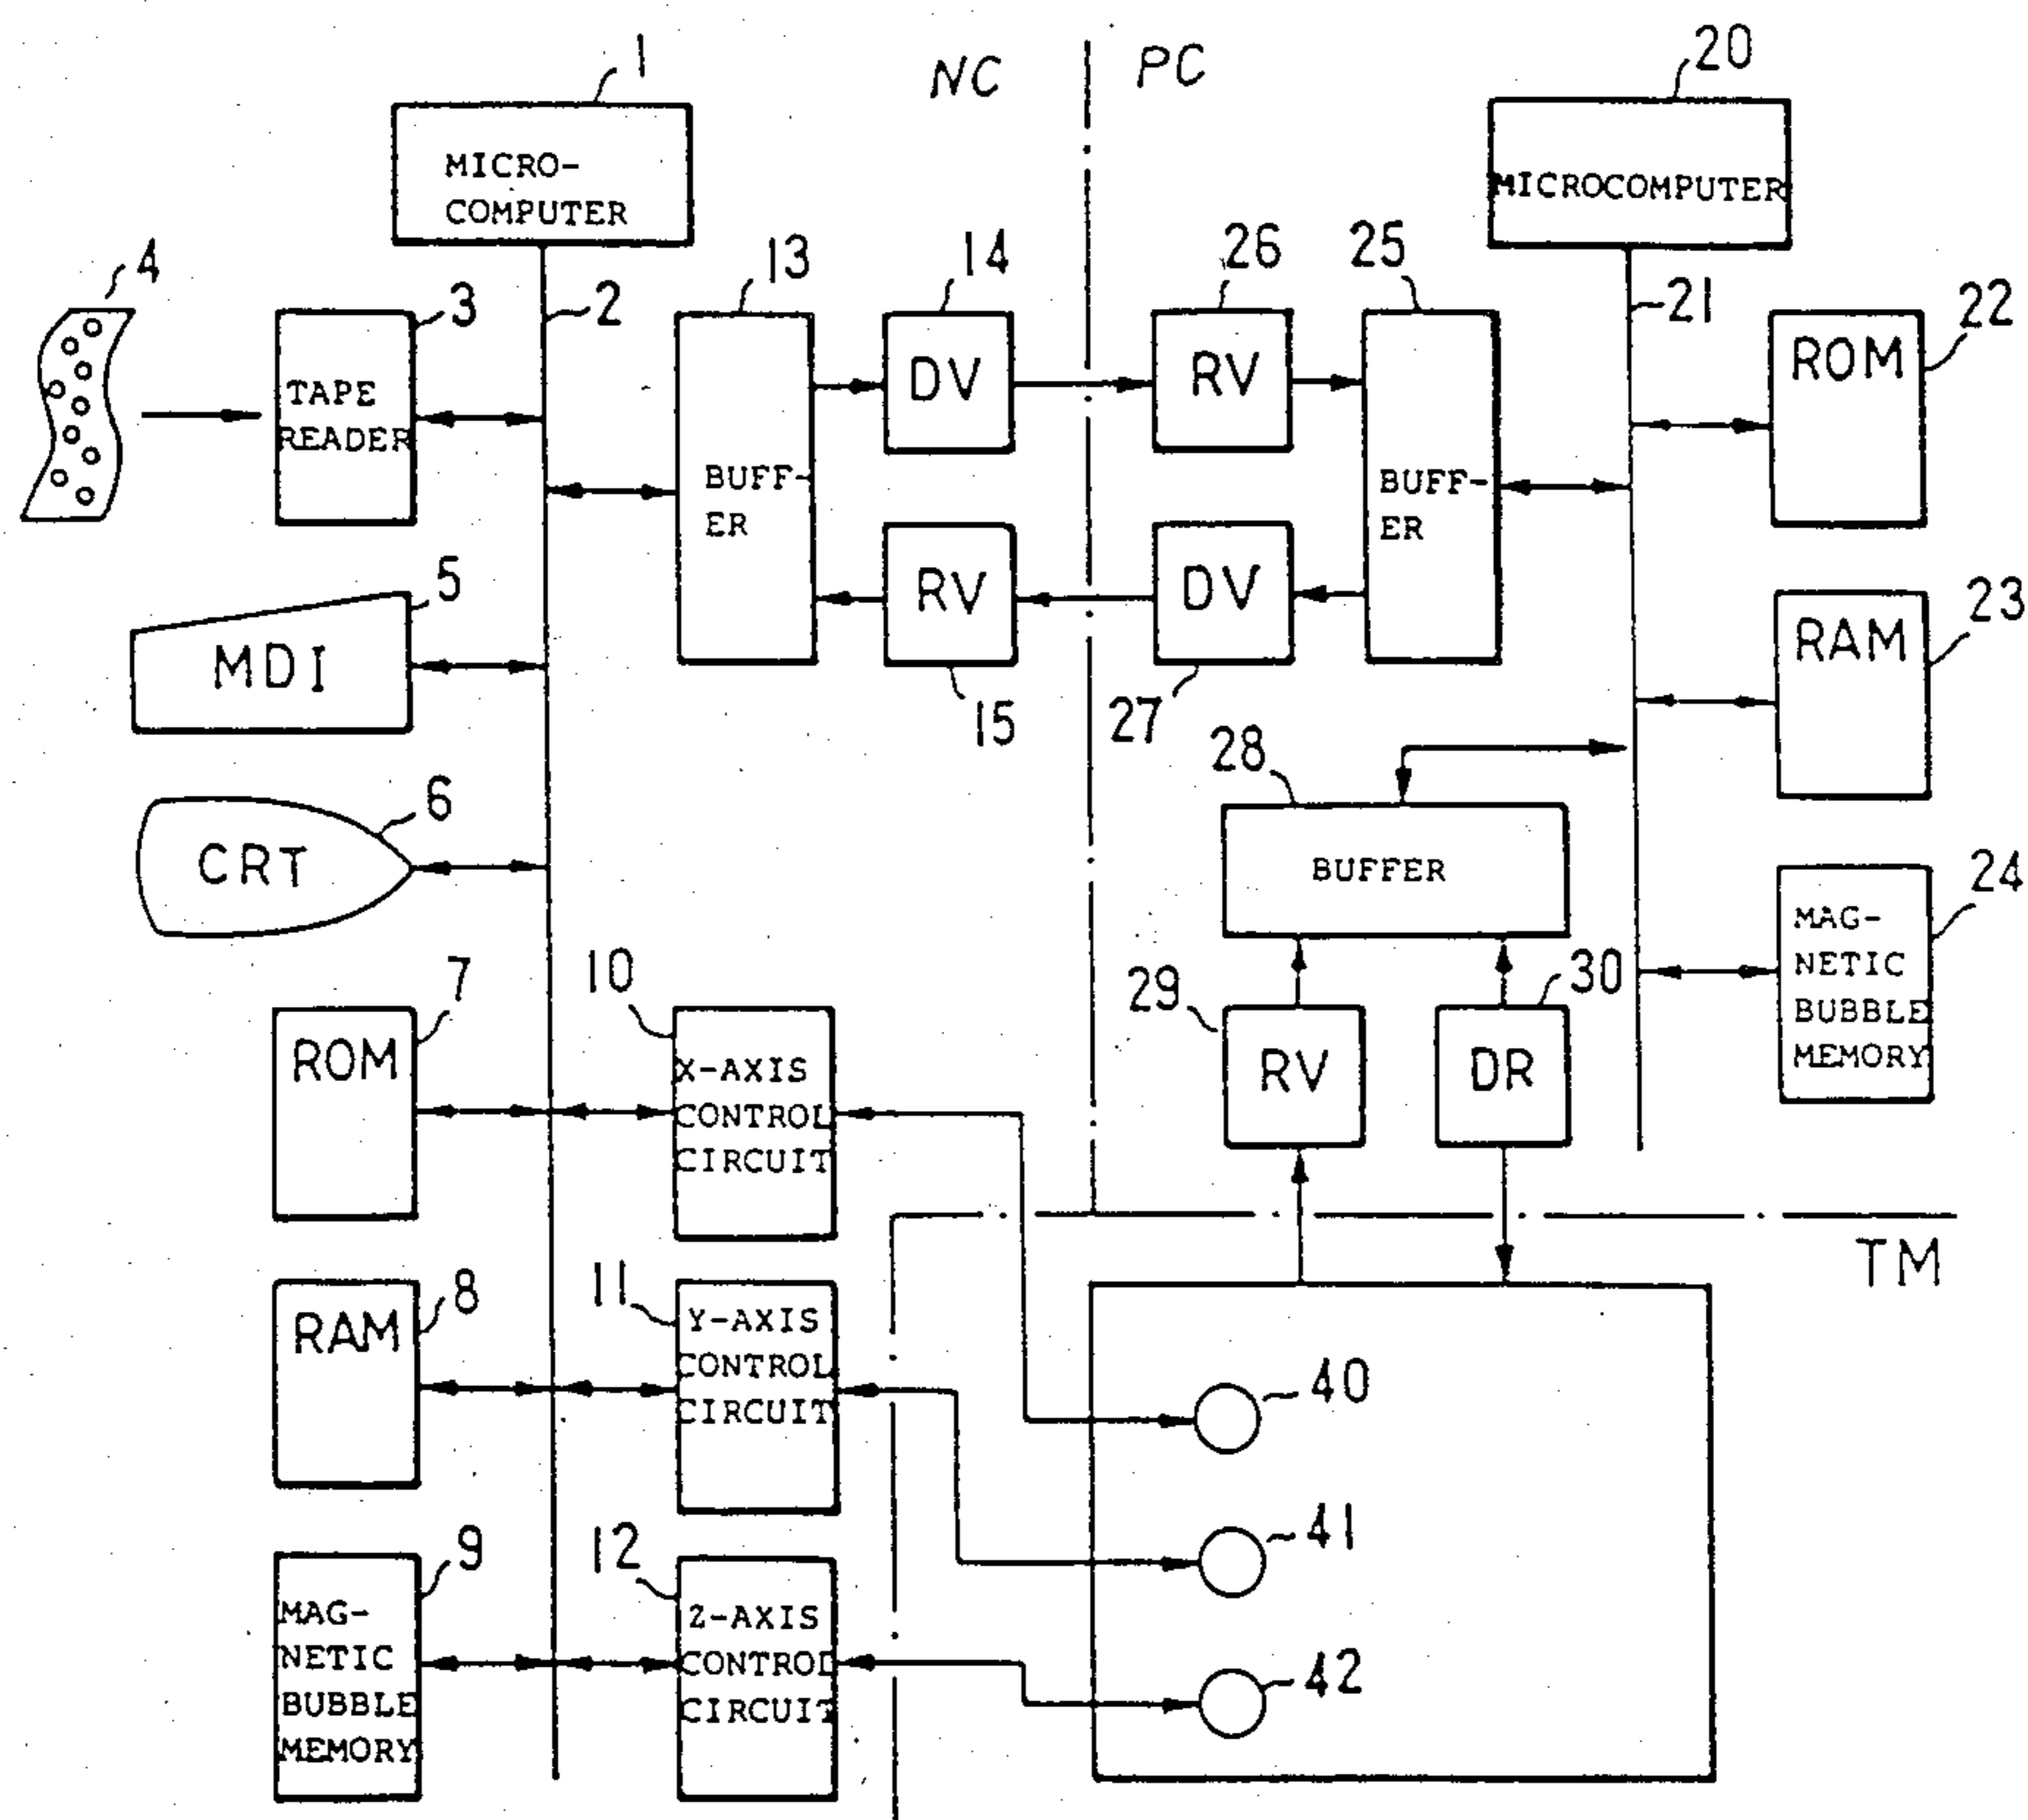 1
NC
PC
20
MICRO-
COMPUTER
MICROCOMPUTER
4
3
2
13
14
26
25
21
22
TAPE
READER
DV
RV
ROM
BUFF-
ER
BUFF-
ER
5
MDI
RV
DV
23
RAM
15
27
28
6
CRT
BUFFER
24
MAG-
NETIC
BUBBLE
MEMORY
7
ROM
10
X-AXIS
CONTROL
CIRCUIT
29
RV
30
DR
TM
8
RAM
11
Y-AXIS
CONTROL
CIRCUIT
40
41
9
MAG-
NETIC
BUBBLE
MEMORY
12
Z-AXIS
CONTROL
CIRCUIT
42